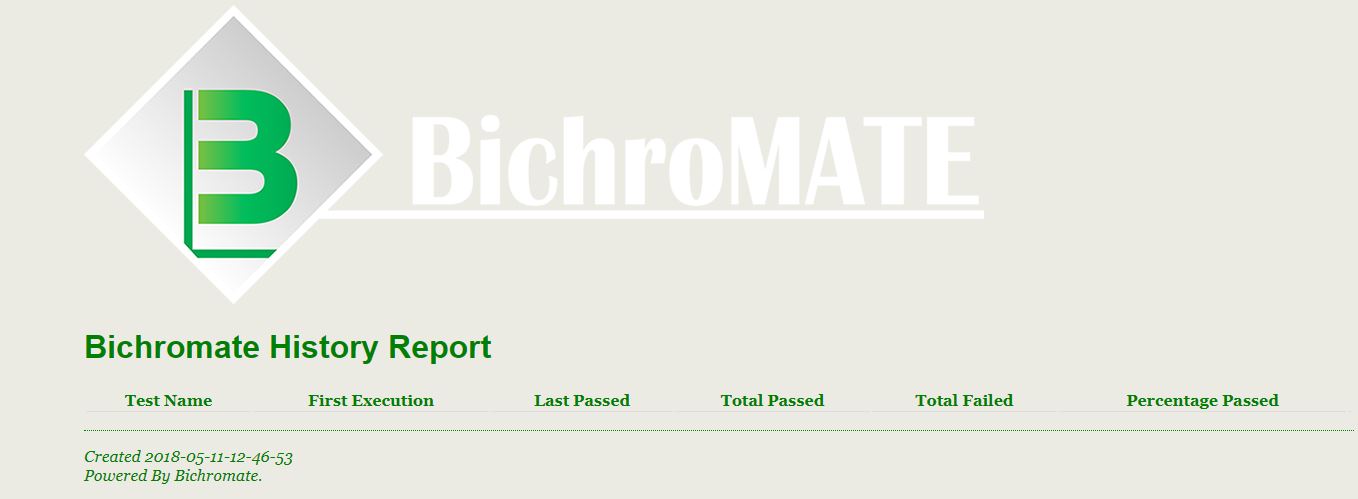 B
BichroMATE
Bichromate History Report
Test Name First Execution Last Passed Total Passed Total Failed Percentage Passed
Created 2018-05-11-12-46-53
Powered By Bichromate.